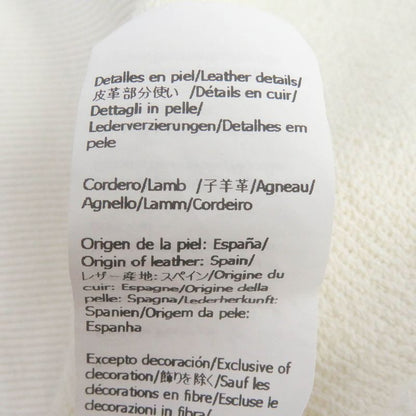 Detalles en piel/Leather details/
皮革部分使い /Détails en cuir/
Dettagli in pelle/
Lederverzierungen/Detalhes em
pele
Cordero/Lamb /子羊革/Agneau/
Agnello/Lamm/Cordeiro
Origen de la piel: España/
Origin of leather: Spain/
レザー産地: スペイン/Origine du
cuir: Espagne/Origine della
pelle: Spagna/Lederherkunft:
Spanien/Origem da pele:
Espanha
Excepto decoración/Exclusive of
decoration/飾りを除く/Sauf les
décorations en fibre/Escluse le
decorazioni in fibra/